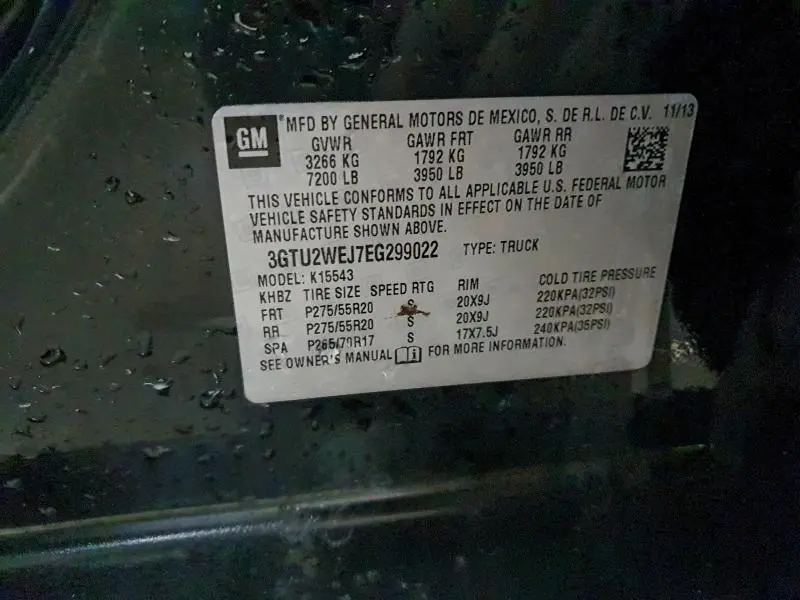 GM
*MFD BY GENERAL MOTORS DE MEXICO, S. DE R.L. DE C.V. 11/13
GVWR GAWR FRT GAWR RR
3266 KG 1792 KG 1792 KG
7200 LB 3950 LB 3950 LB
THIS VEHICLE CONFORMS TO ALL APPLICABLE U.S. FEDERAL MOTOR
VEHICLE SAFETY STANDARDS IN EFFECT ON THE DATE OF
MANUFACTURE SHOWN ABOVE.
3GTU2WEJ7EG299022 TYPE: TRUCK
MODEL: K15543
KHBZ TIRE SIZE SPEED RTG RIM COLD TIRE PRESSURE
FRT P275/55R20 S 20X9J 220KPA(32PSI)
RR P275/55R20 S 20X9J 220KPA(32PSI)
SPA P265/70R17 S 17X7.5J 240KPA(35PSI)
SEE OWNER'S MANUAL FOR MORE INFORMATION.